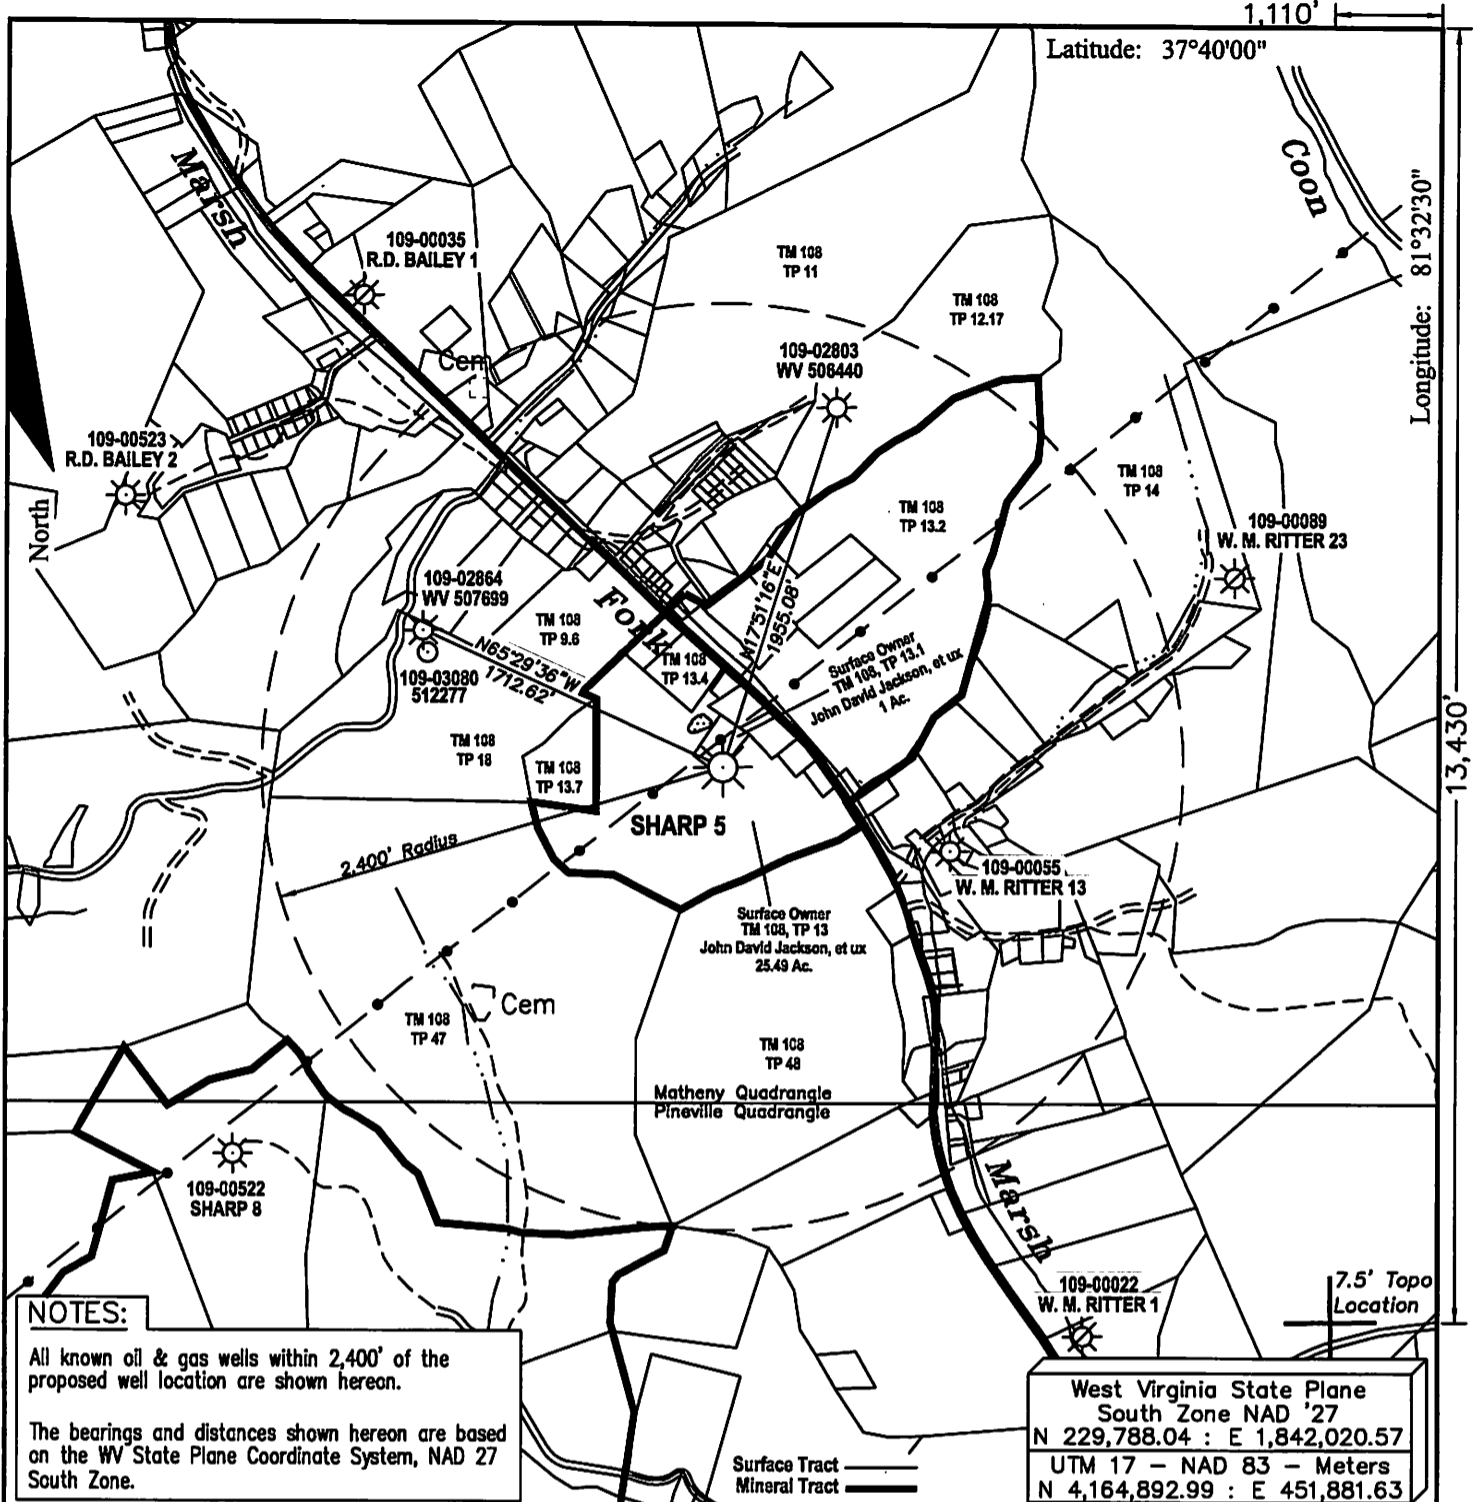 1,110'
Latitude: 37°40'00"
Longitude: 81°32'30"
13,430'
Coon
Marsh
109-00035
R.D. BAILEY 1
TM 108
TP 11
TM 108
TP 12.17
Cem
109-02803
WV 506440
109-00523
R.D. BAILEY 2
North
TM 108
TP 14
TM 108
TP 13.2
109-00089
W. M. RITTER 23
109-02864
WV 507699
Fork
TM 108
TP 9.6
N17°51'16"E
1955.08'
N65°29'36"W
1712.62'
TM 108
TP 13.4
Surface Owner
TM 108, TP 13.1
John David Jackson, et ux
1 Ac.
109-03080
512277
TM 108
TP 18
TM 108
TP 13.7
SHARP 5
2,400' Radius
109-00055
W. M. RITTER 13
Surface Owner
TM 108, TP 13
John David Jackson, et ux
25.49 Ac.
Cem
TM 108
TP 47
TM 108
TP 48
Matheny Quadrangle
Pineville Quadrangle
109-00522
SHARP 8
Marsh
109-00022
W. M. RITTER 1
7.5' Topo
Location
NOTES:
All known oil & gas wells within 2,400' of the
proposed well location are shown hereon.
The bearings and distances shown hereon are based
on the WV State Plane Coordinate System, NAD 27
South Zone.
Surface Tract
Mineral Tract
West Virginia State Plane
South Zone NAD '27
N 229,788.04 : E 1,842,020.57
UTM 17 - NAD 83 - Meters
N 4,164,892.99 : E 451,881.63